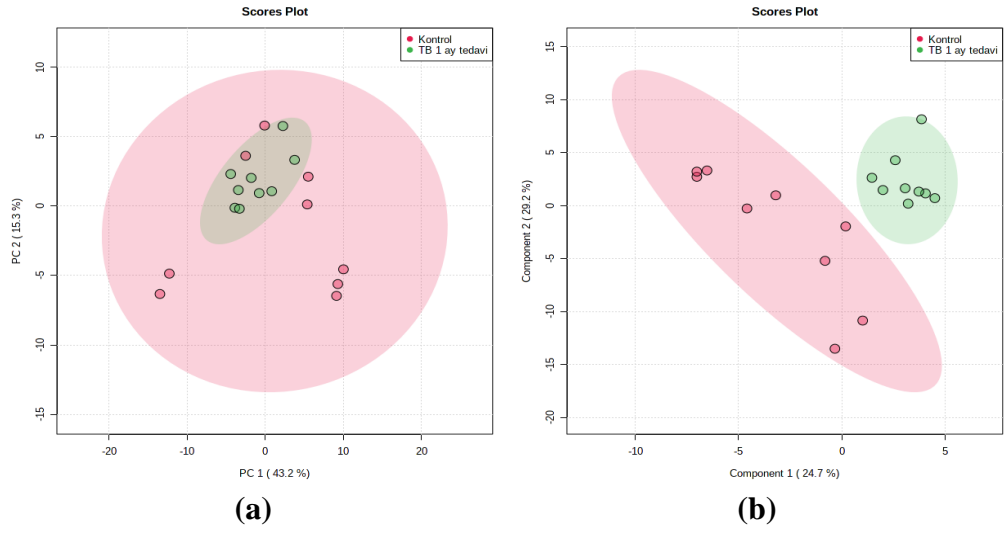 Scores Plot
Kontrol
TB 1 ay tedavi
PC 2 ( 15.3 %)
10
5
0
-5
-10
-15
-20
-10
0
10
20
PC 1 ( 43.2 %)
(a)
Scores Plot
Kontrol
TB 1 ay tedavi
Component 2 ( 29.2 %)
15
10
5
0
-5
-10
-15
-20
-10
-5
0
5
Component 1 ( 24.7 %)
(b)